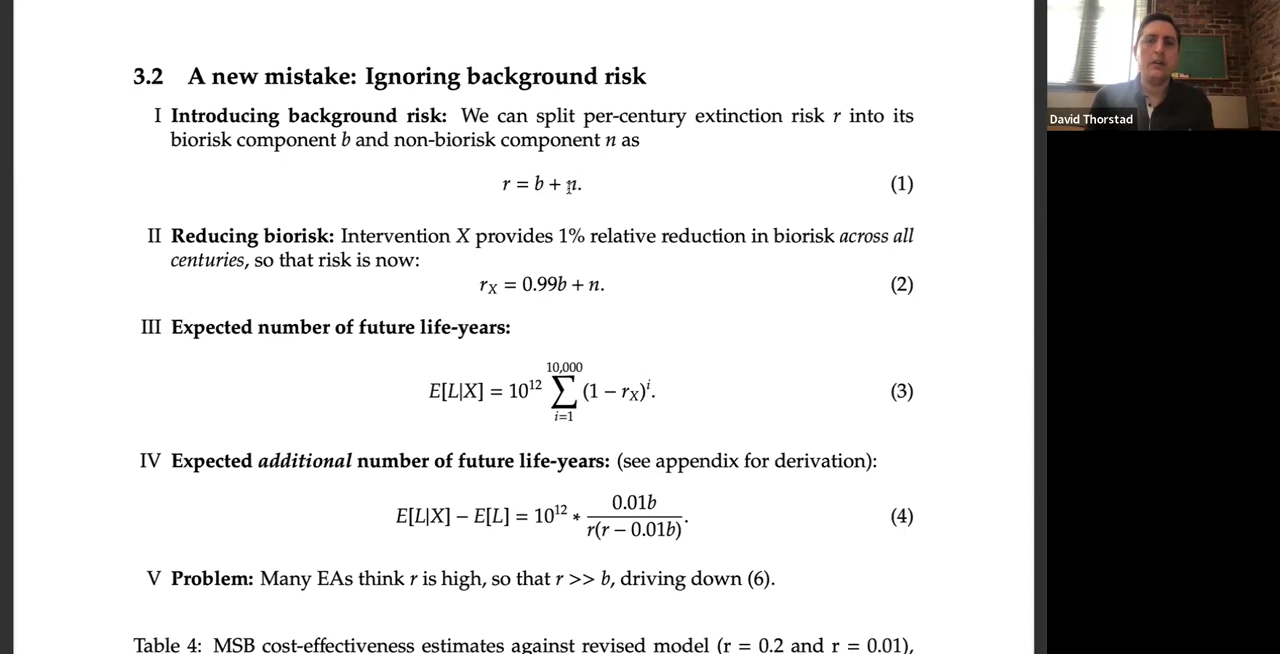 3.2 A new mistake: Ignoring background risk
I Introducing background risk: We can split per-century extinction risk r into its
biorisk component b and non-biorisk component n as
r = b + n. (1)
II Reducing biorisk: Intervention X provides 1% relative reduction in biorisk across all
centuries, so that risk is now:
r_X = 0.99b + n. (2)
III Expected number of future life-years:
E[L|X] = 10^12 ∑_{i=1}^{10,000} (1 − r_X)^i. (3)
IV Expected additional number of future life-years: (see appendix for derivation):
E[L|X] − E[L] = 10^12 * 0.01b / r(r − 0.01b). (4)
V Problem: Many EAs think r is high, so that r >> b, driving down (6).
Table 4: MSB cost-effectiveness estimates against revised model (r = 0.2 and r = 0.01),
David Thorstad